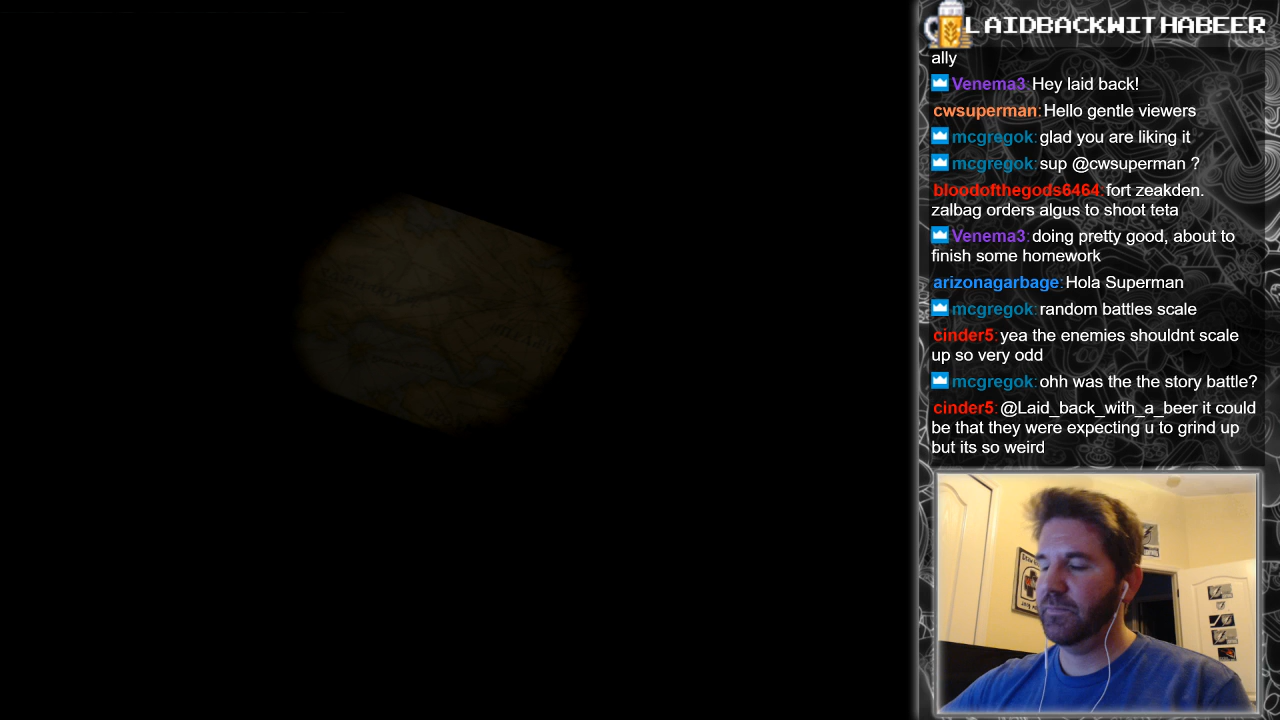 LAIDBACKWITHABEER
ally
Venema3: Hey laid back!
cwsuperman: Hello gentle viewers
mcgregok: glad you are liking it
mcgregok: sup @cwsuperman ?
bloodofthegods6464: fort zeakden.
zalbag orders algus to shoot teta
Venema3: doing pretty good, about to
finish some homework
arizonagarbage: Hola Superman
mcgregok: random battles scale
cinder5: yea the enemies shouldnt scale
up so very odd
mcgregok: ohh was the the story battle?
cinder5: @Laid_back_with_a_beer it could
be that they were expecting u to grind up
but its so weird